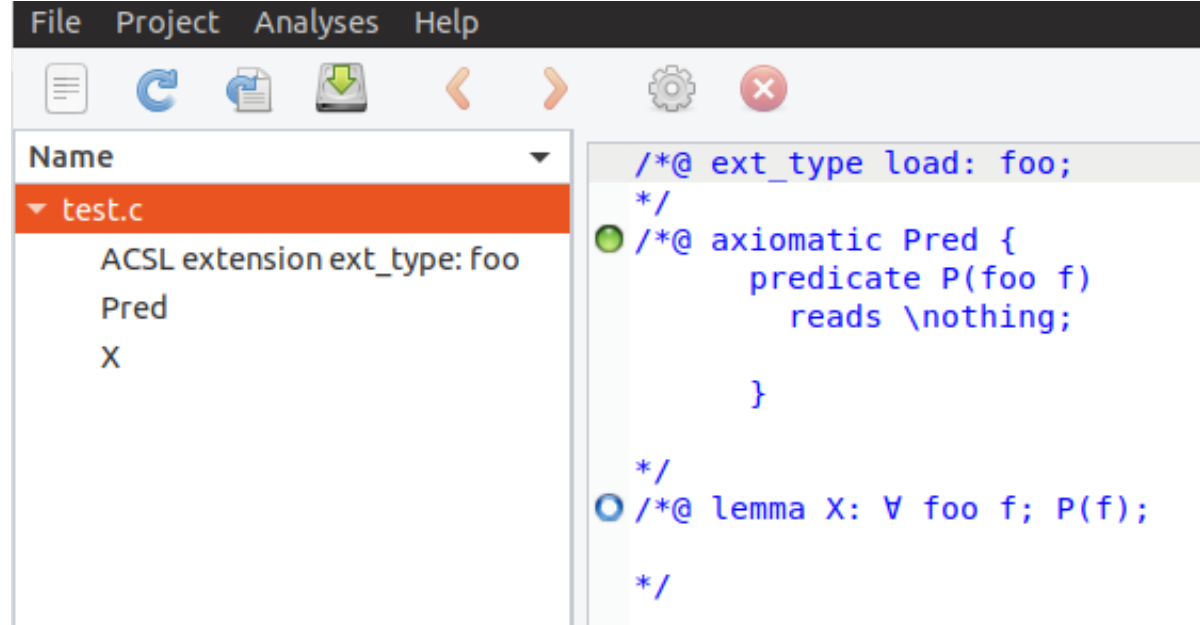 File Project Analyses Help
Name
test.c
ACSL extension ext_type: foo
Pred
X
/*@ ext_type load: foo;
*/
/*@ axiomatic Pred {
predicate P(foo f)
reads \nothing;
}
*/
/*@ lemma X: ∀ foo f; P(f);
*/